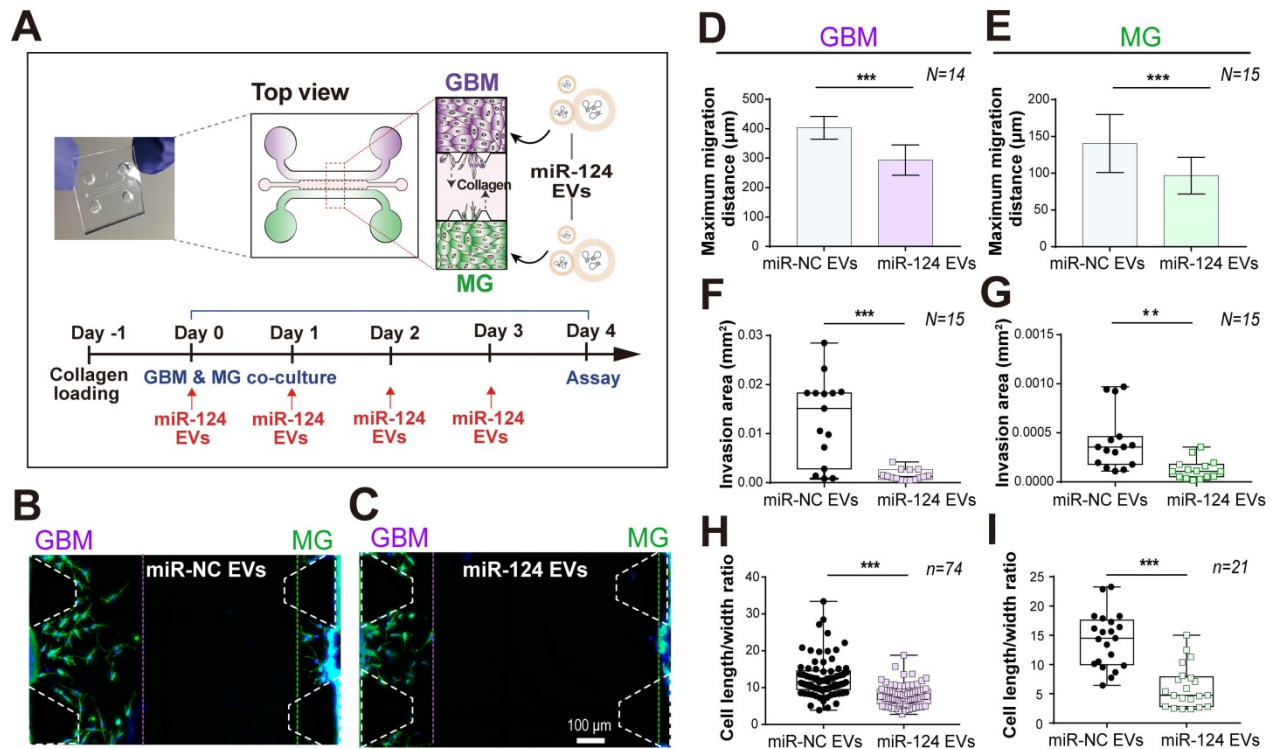 A
Top view
GBM
Collagen
MG
miR-124
EVs
Day -1
Day 0
Day 1
Day 2
Day 3
Day 4
Collagen
loading
GBM & MG co-culture
Assay
miR-124
EVs
miR-124
EVs
miR-124
EVs
miR-124
EVs
B
GBM
MG
miR-NC EVs
C
GBM
MG
miR-124 EVs
100 µm
D
GBM
N=14
***
Maximum migration
distance (µm)
500
400
300
200
100
0
miR-NC EVs
miR-124 EVs
E
MG
N=15
***
Maximum migration
distance (µm)
200
150
100
50
0
miR-NC EVs
miR-124 EVs
F
N=15
***
Invasion area (mm²)
0.03
0.02
0.01
0.00
miR-NC EVs
miR-124 EVs
G
N=15
**
Invasion area (mm²)
0.0015
0.0010
0.0005
0.0000
miR-NC EVs
miR-124 EVs
H
n=74
***
Cell length/width ratio
50
40
30
20
10
0
miR-NC EVs
miR-124 EVs
I
n=21
***
Cell length/width ratio
25
20
15
10
5
0
miR-NC EVs
miR-124 EVs